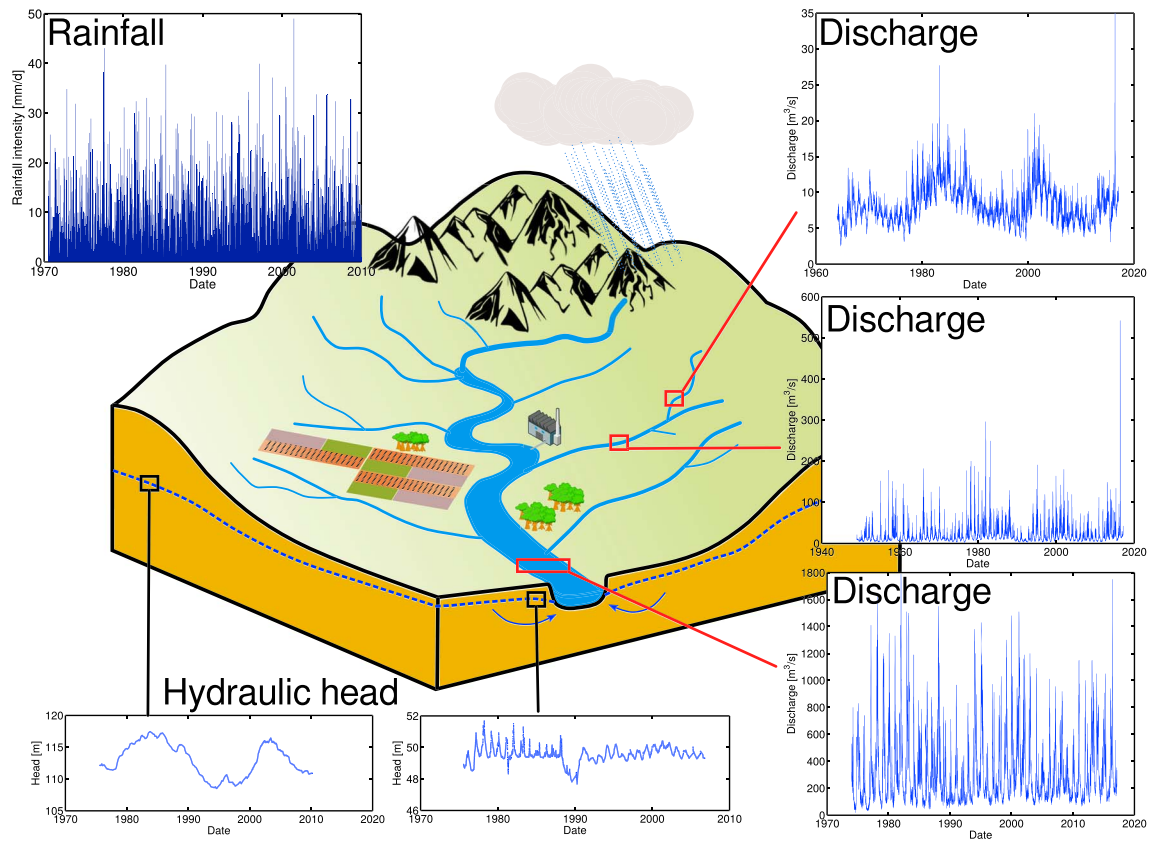 Rainfall
Rainfall intensity [mm/d]
50
40
30
20
10
0
1970 1980 1990 2000 2010
Date
Discharge
Discharge [m³/s]
35
30
25
20
15
10
5
0
1960 1980 2000 2020
Date
Discharge
Discharge [m³/s]
600
500
400
300
200
100
0
1940 1960 1980 2000 2020
Date
Discharge
Discharge [m³/s]
1800
1600
1400
1200
1000
800
600
400
200
0
1970 1980 1990 2000 2010 2020
Date
Hydraulic head
Head [m]
120
115
110
105
1970 1980 1990 2000 2010 2020
Date
Head [m]
52
50
48
46
1970 1980 1990 2000 2010
Date